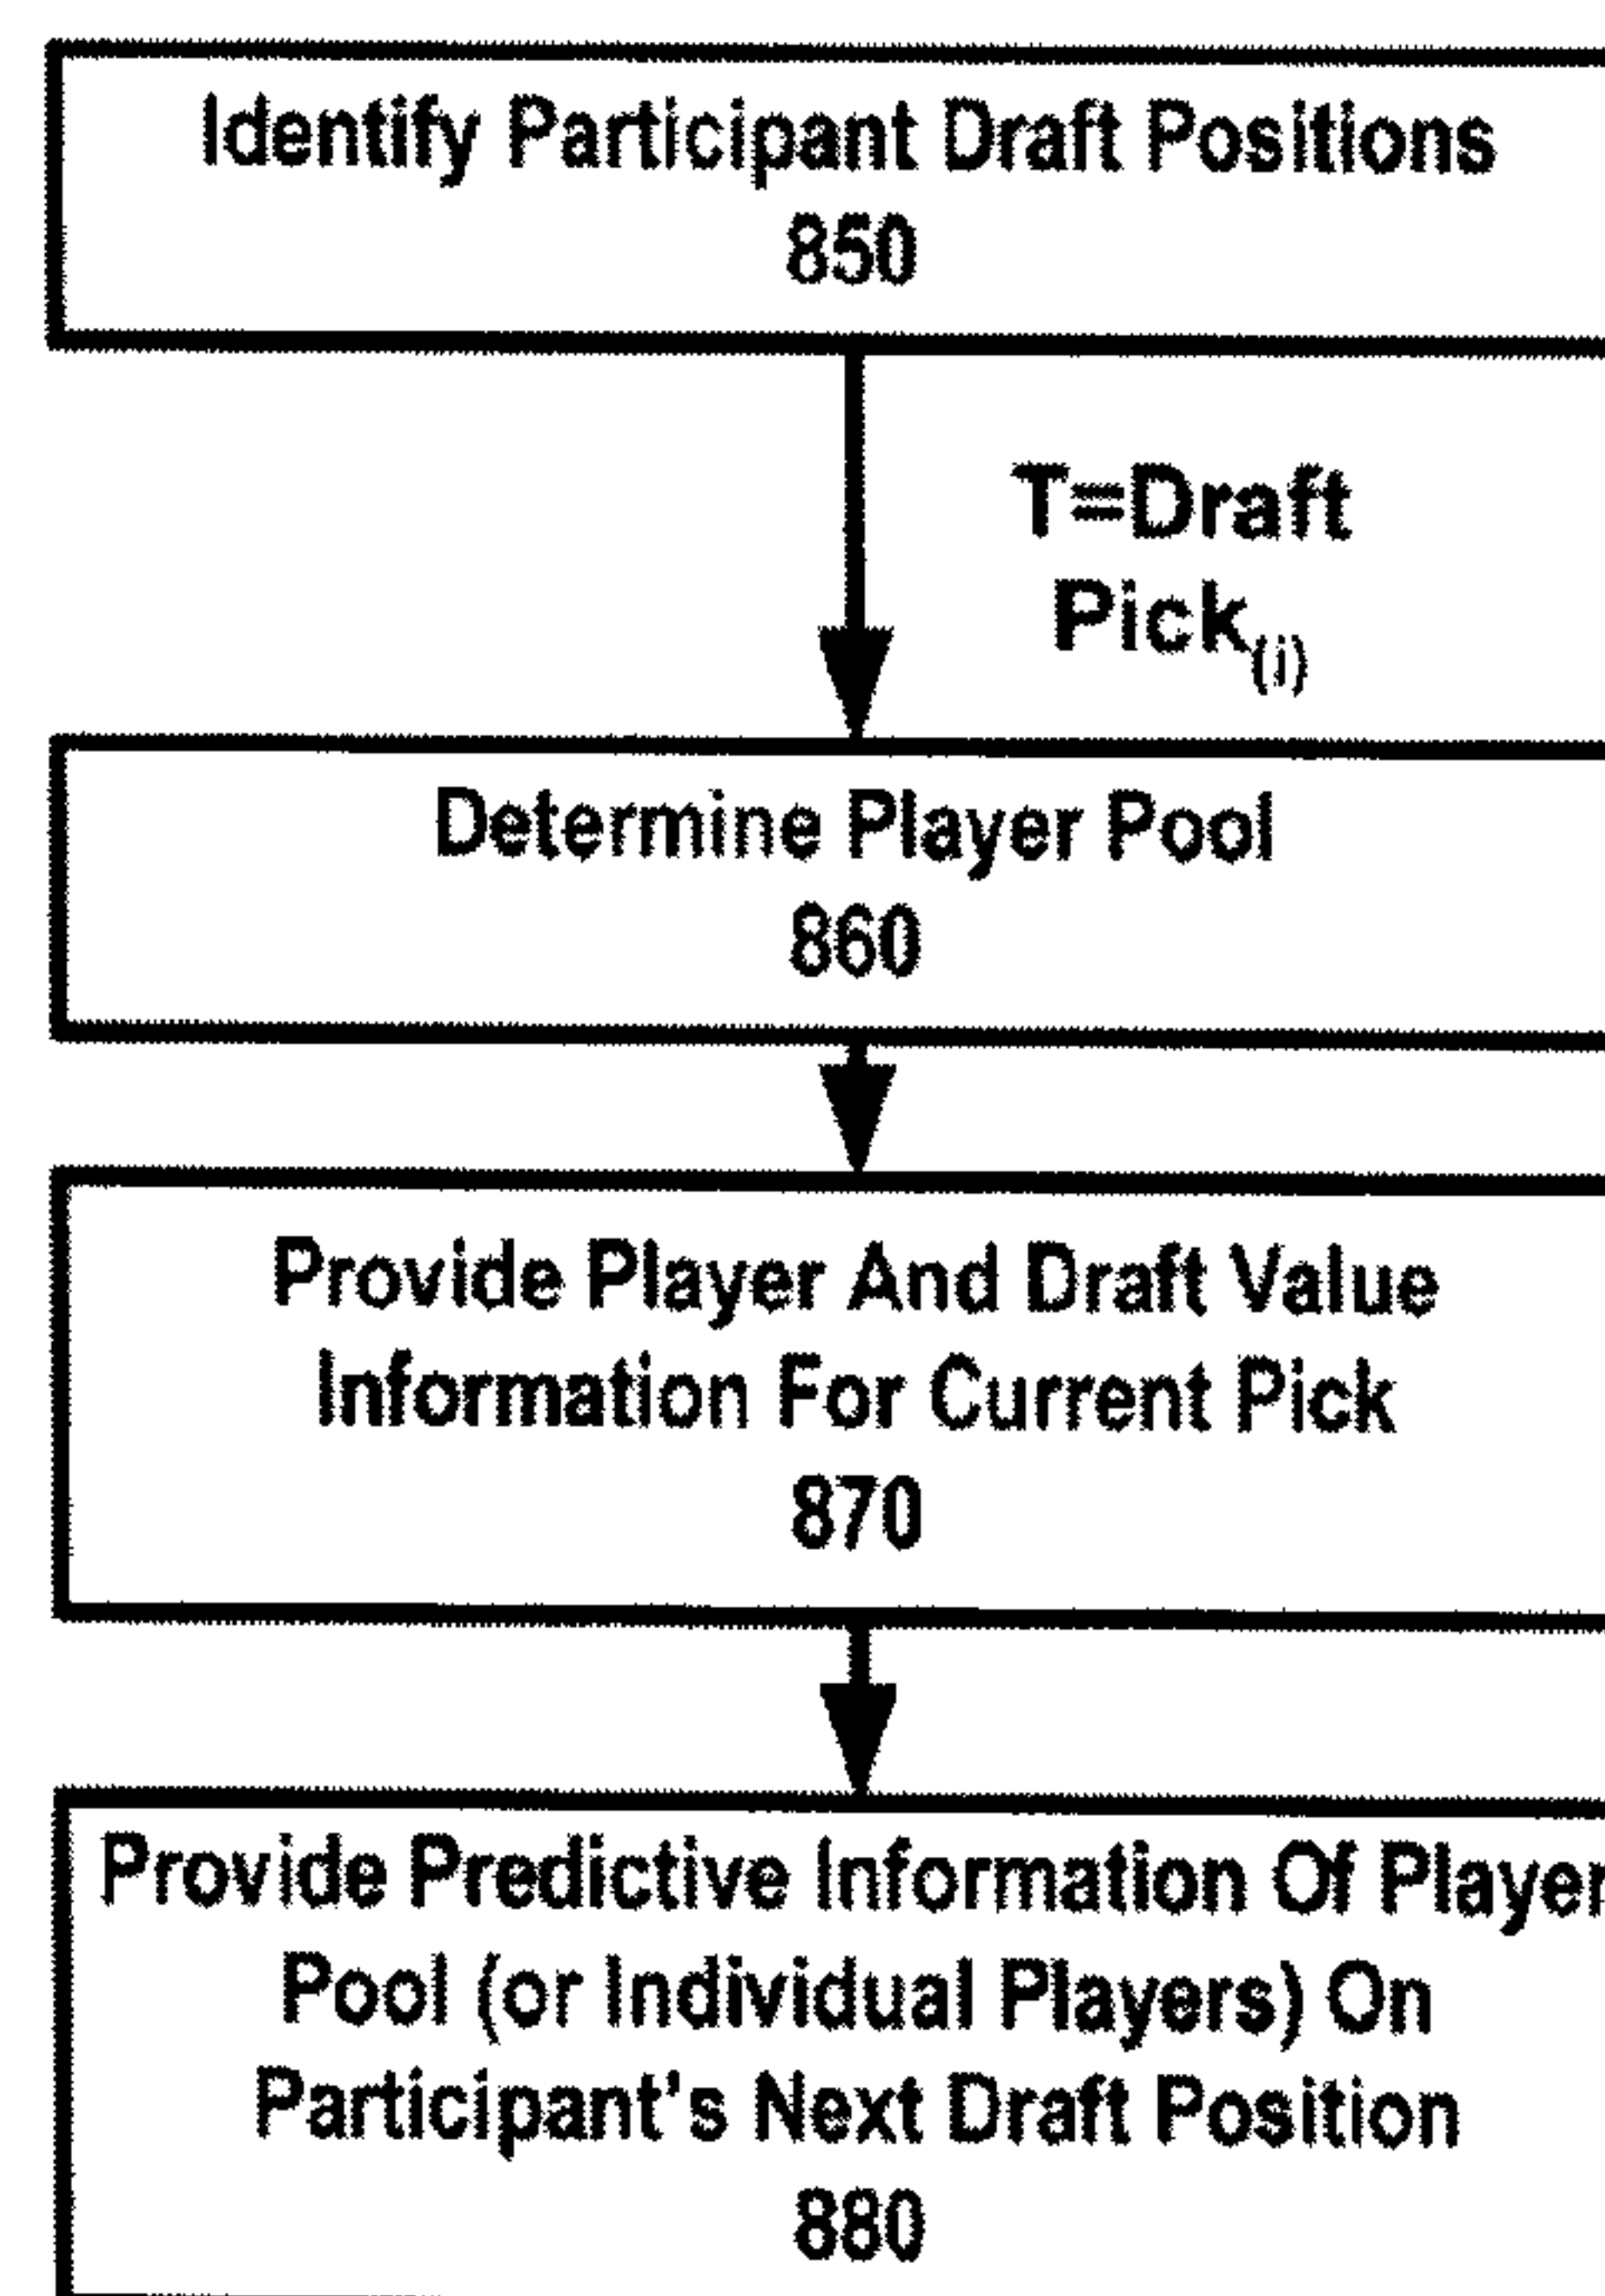 Identify Participant Draft Positions
850
T=Draft
Pick(i)
Determine Player Pool
860
Provide Player And Draft Value
Information For Current Pick
870
Provide Predictive Information Of Player
Pool (or Individual Players) On
Participant's Next Draft Position
880